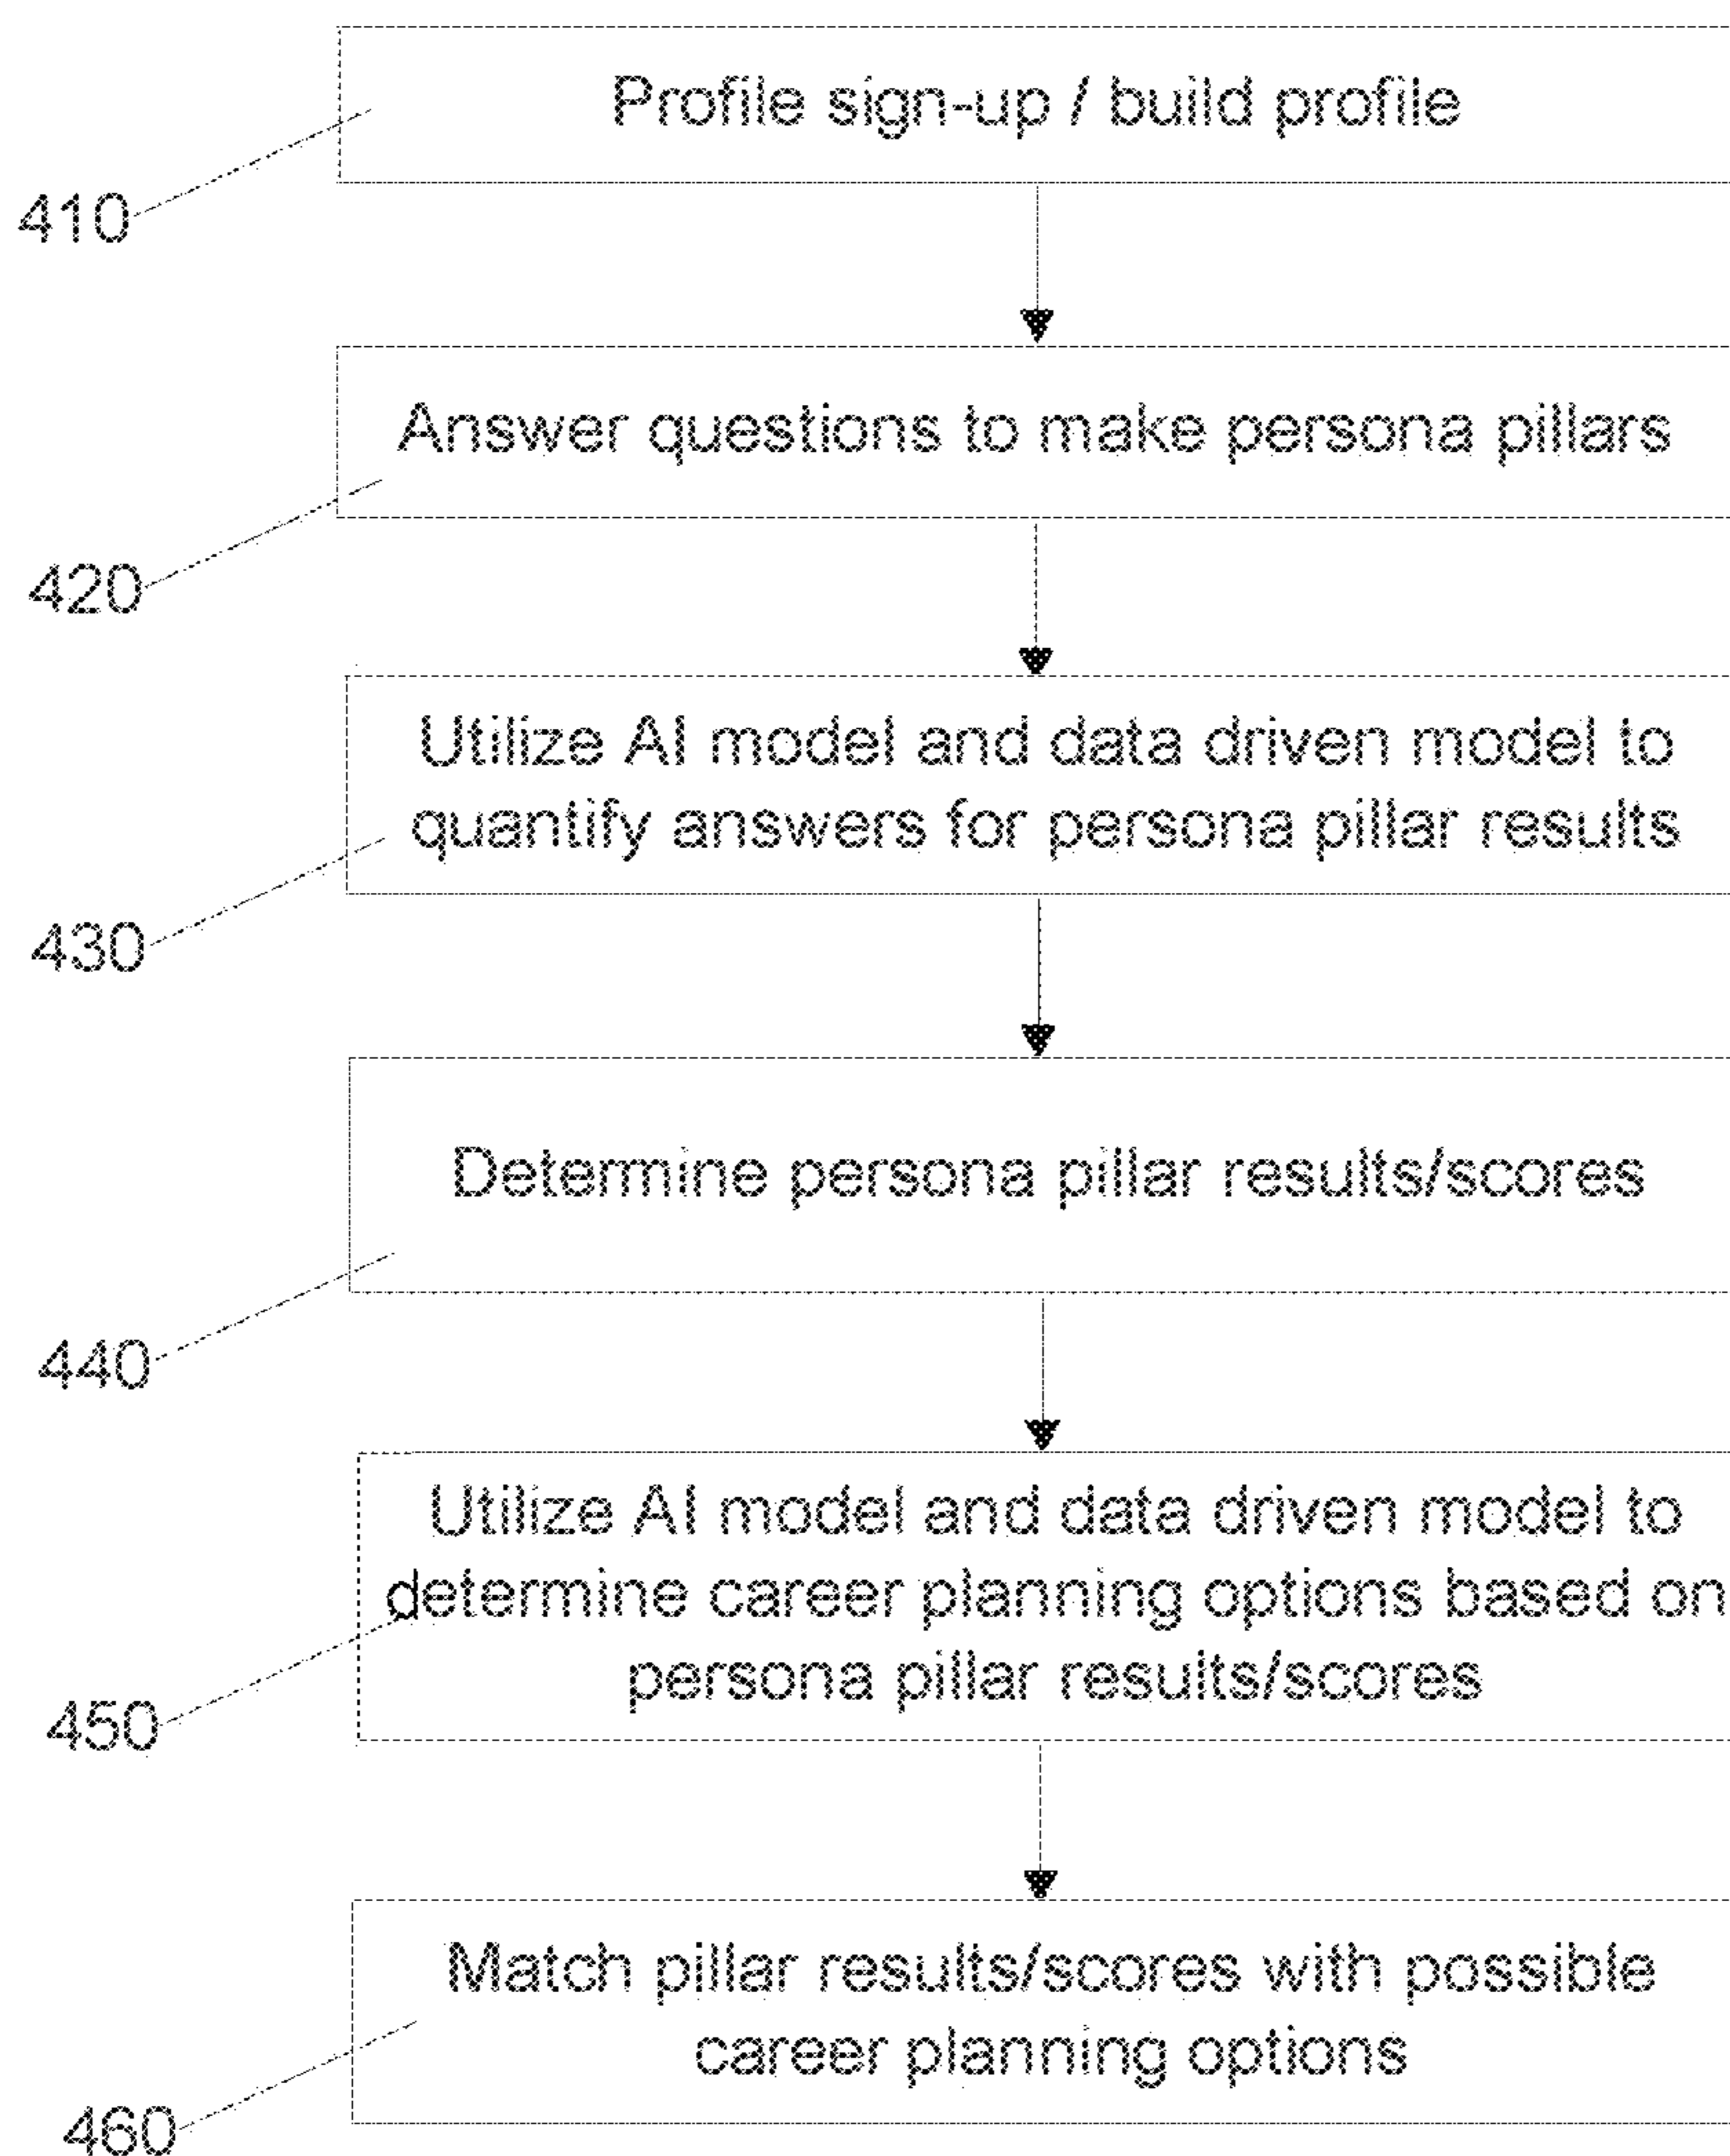 Profile sign-up / build profile
410
Answer questions to make persona pillars
420
Utilize AI model and data driven model to
quantify answers for persona pillar results
430
Determine persona pillar results/scores
440
Utilize AI model and data driven model to
determine career planning options based on
persona pillar results/scores
450
Match pillar results/scores with possible
career planning options
460